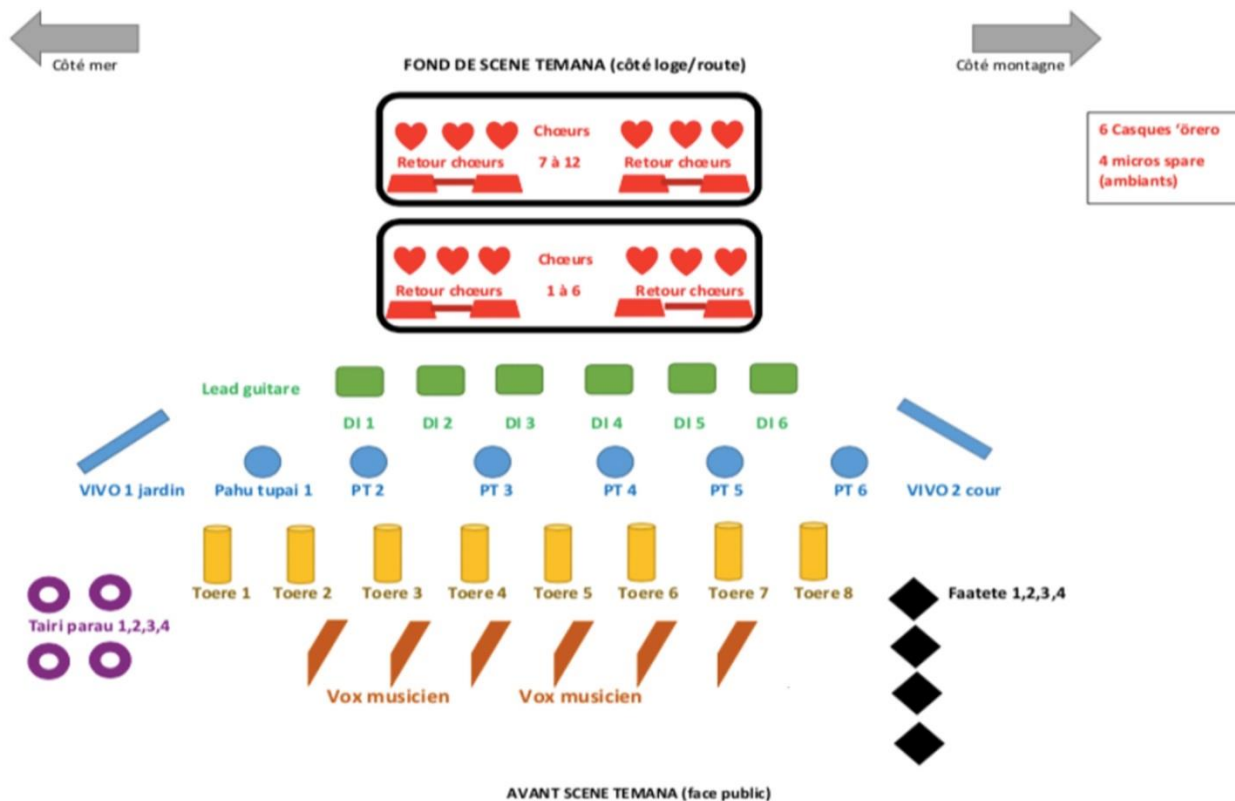 Côté mer
Côté montagne
FOND DE SCENE TEMANA (côté loge/route)
6 Casques 'örero
4 micros spare
(ambiants)
Chœurs
Retour chœurs
7 à 12
Retour chœurs
Chœurs
Retour chœurs
1 à 6
Retour chœurs
Lead guitare
DI 1
DI 2
DI 3
DI 4
DI 5
DI 6
VIVO 1 jardin
Pahu tupai 1
PT 2
PT 3
PT 4
PT 5
PT 6
VIVO 2 cour
Toere 1
Toere 2
Toere 3
Toere 4
Toere 5
Toere 6
Toere 7
Toere 8
Faatete 1,2,3,4
Tairi parau 1,2,3,4
Vox musicien
Vox musicien
AVANT SCENE TEMANA (face public)